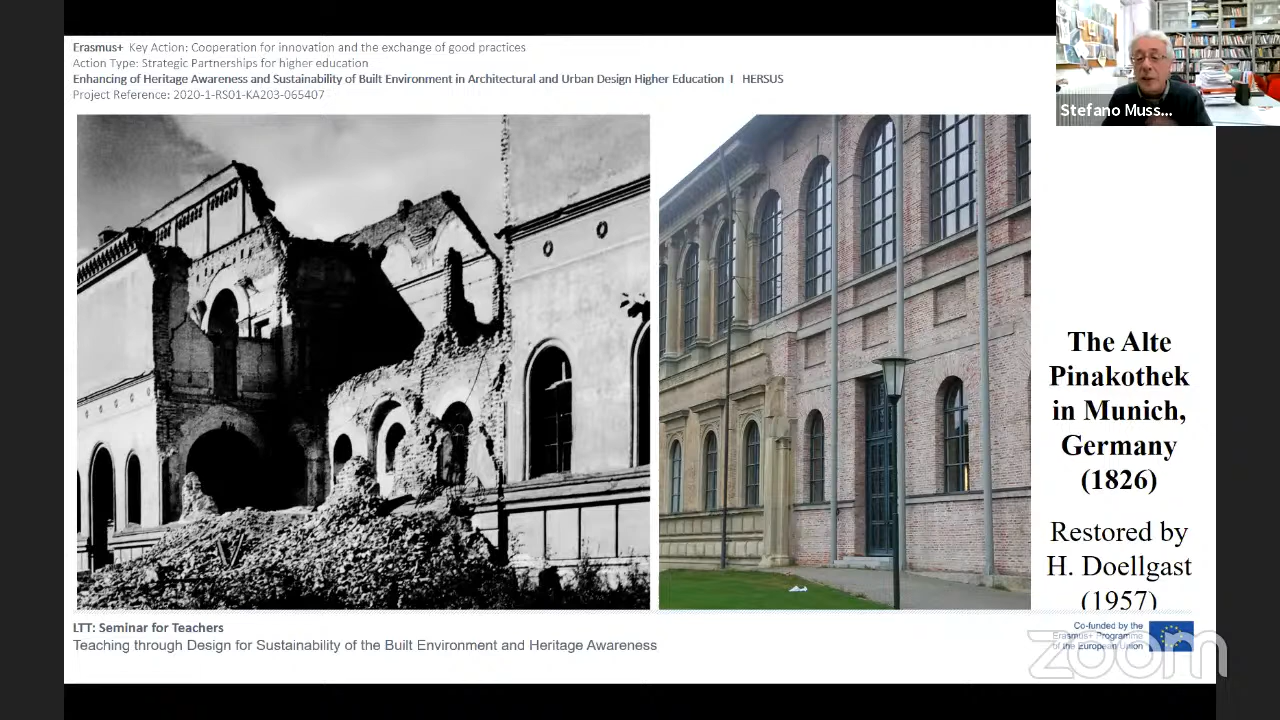 Erasmus+ Key Action: Cooperation for innovation and the exchange of good practices
Action Type: Strategic Partnerships for higher education
Enhancing of Heritage Awareness and Sustainability of Built Environment in Architectural and Urban Design Higher Education I HERSUS
Project Reference: 2020-1-RS01-KA203-065407
Stefano Muss...
The Alte
Pinakothek
in Munich,
Germany
(1826)
Restored by
H. Doellgast
(1957)
LTT: Seminar for Teachers
Teaching through Design for Sustainability of the Built Environment and Heritage Awareness
Co-funded by the
Erasmus+ Programme
of the European Union
zoom